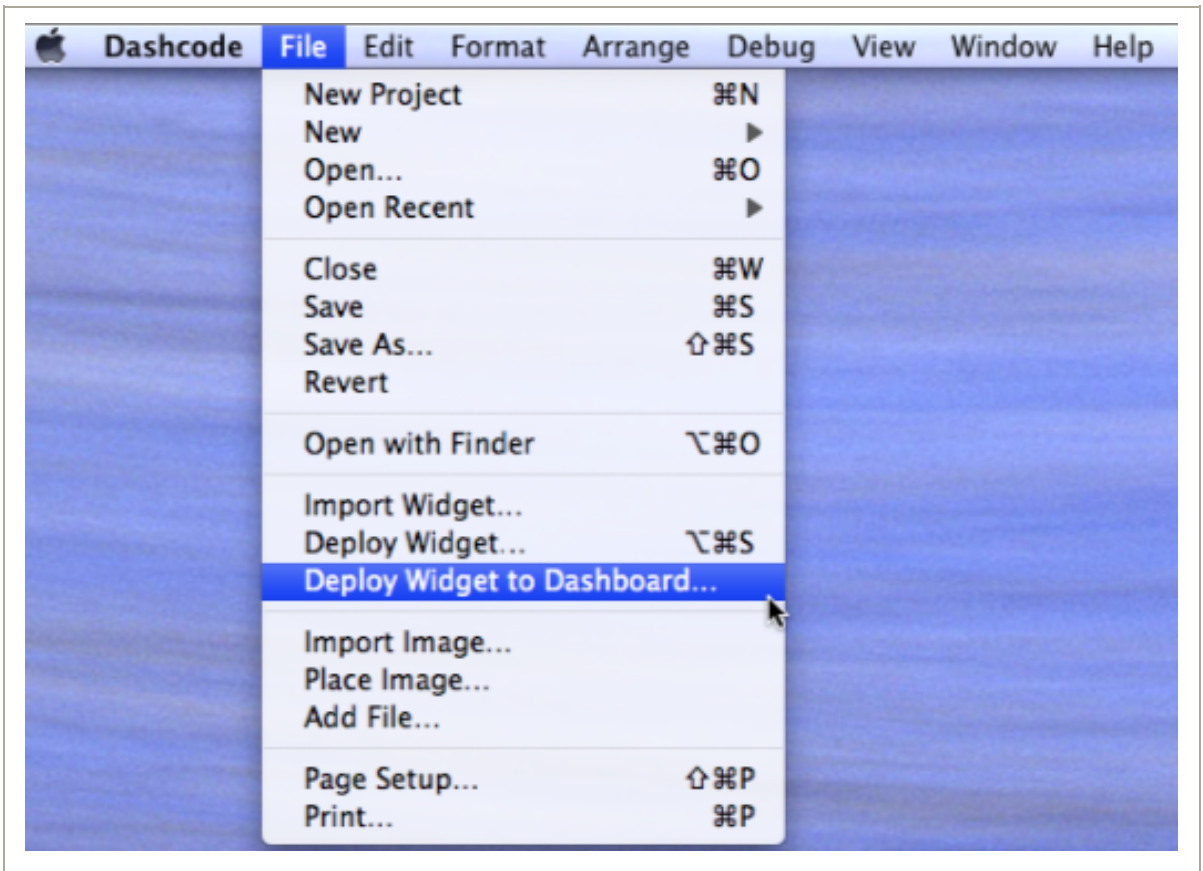 Dashcode File Edit Format Arrange Debug View Window Help
New Project ⌘N
New ▶
Open... ⌘O
Open Recent ▶
Close ⌘W
Save ⌘S
Save As... ⇧⌘S
Revert
Open with Finder ⌥⌘O
Import Widget...
Deploy Widget... ⌥⌘S
Deploy Widget to Dashboard...
Import Image...
Place Image...
Add File...
Page Setup... ⇧⌘P
Print... ⌘P